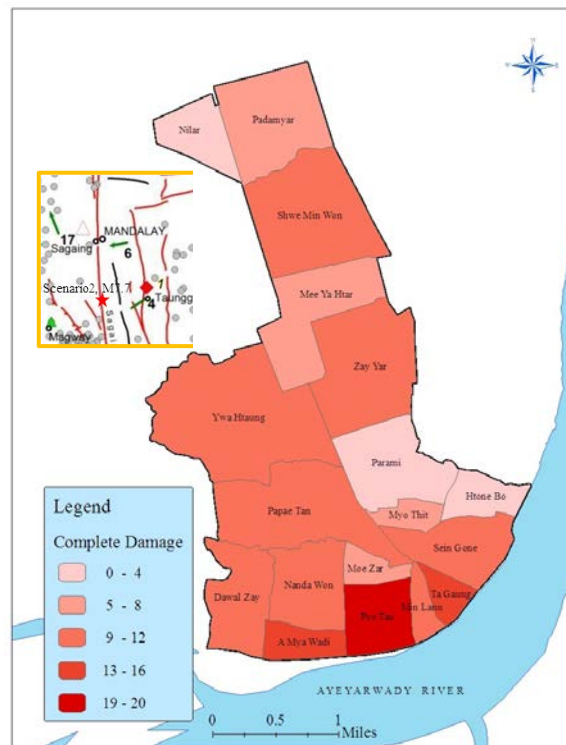 Nilar
Padamyar
Shwe Min Won
17
MANDALAY
Sagaing
6
Scenario2, M7.7
1
4
Taungg
Sagai
Magway
Mee Ya Htar
Zay Yar
Ywa Htaung
Parami
Htone Bo
Myo Thit
Papae Tan
Sein Gone
Moe Zar
Nanda Won
Dawal Zay
Ta Gaung
Min Lann
Pyo Tan
A Mya Wadi
Legend
Complete Damage
0 - 4
5 - 8
9 - 12
13 - 16
19 - 20
AYEYARWADY RIVER
0 0.5 1
Miles